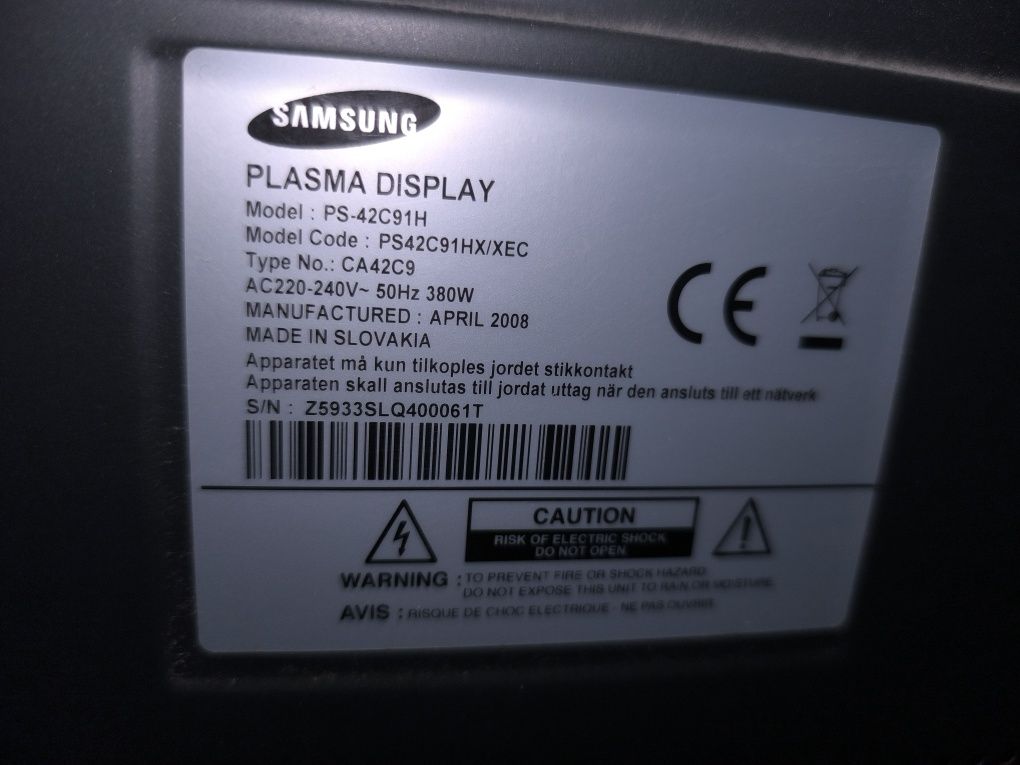 SAMSUNG
PLASMA DISPLAY
Model : PS-42C91H
Model Code : PS42C91HX/XEC
Type No.: CA42C9
AC220-240V~ 50Hz 380W
MANUFACTURED : APRIL 2008
MADE IN SLOVAKIA
Apparatet må kun tilkoples jordet stikkontakt
Apparaten skall anslutas till jordat uttag när den ansluts till ett nätverk
S/N : Z5933SLQ400061T
CE
CAUTION
RISK OF ELECTRIC SHOCK
DO NOT OPEN
WARNING : TO PREVENT FIRE OR SHOCK HAZARD
DO NOT EXPOSE THIS UNIT TO RAIN OR MOISTURE
AVIS : RISQUE DE CHOC ELECTRIQUE - NE PAS OUVRIR